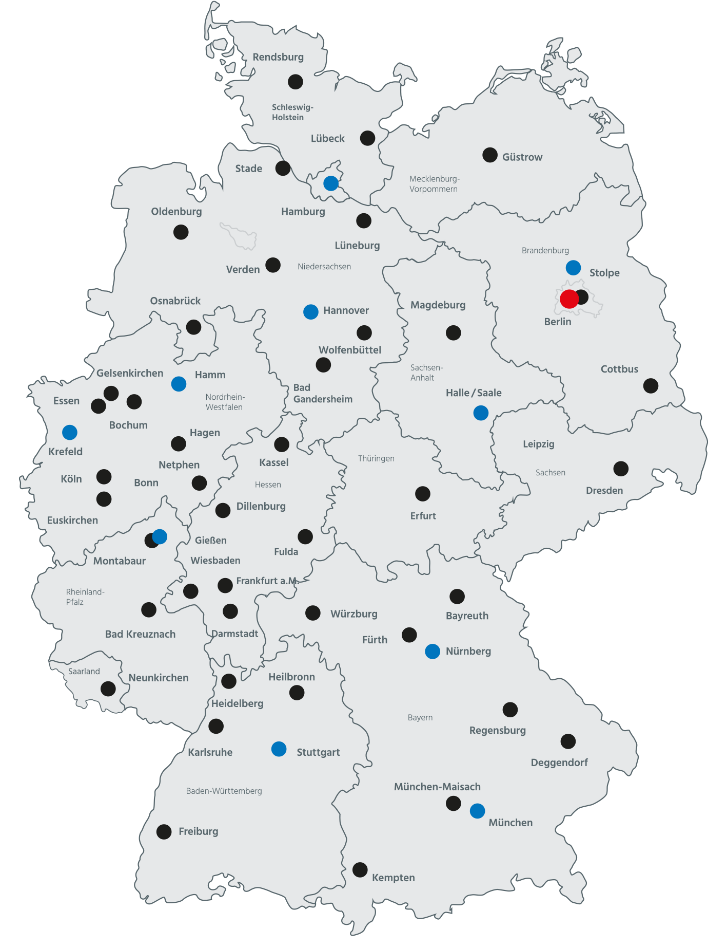 Rendsburg
Schleswig-
Holstein
Lübeck
Güstrow
Stade
Mecklenburg-
Vorpommern
Oldenburg
Hamburg
Lüneburg
Brandenburg
Verden
Niedersachsen
Stolpe
Osnabrück
Hannover
Magdeburg
Berlin
Wolfenbüttel
Gelsenkirchen
Hamm
Sachsen-
Anhalt
Cottbus
Essen
Nordrhein-
Westfalen
Bad
Gandersheim
Halle/Saale
Bochum
Hagen
Krefeld
Leipzig
Netphen
Kassel
Thüringen
Köln
Bonn
Hessen
Sachsen
Dresden
Euskirchen
Dillenburg
Erfurt
Gießen
Fulda
Montabaur
Wiesbaden
Frankfurt a.M.
Rheinland-
Pfalz
Würzburg
Bayreuth
Bad Kreuznach
Darmstadt
Fürth
Nürnberg
Saarland
Neunkirchen
Heilbronn
Heidelberg
Bayern
Regensburg
Karlsruhe
Stuttgart
Deggendorf
Baden-Württemberg
München-Maisach
München
Freiburg
Kempten